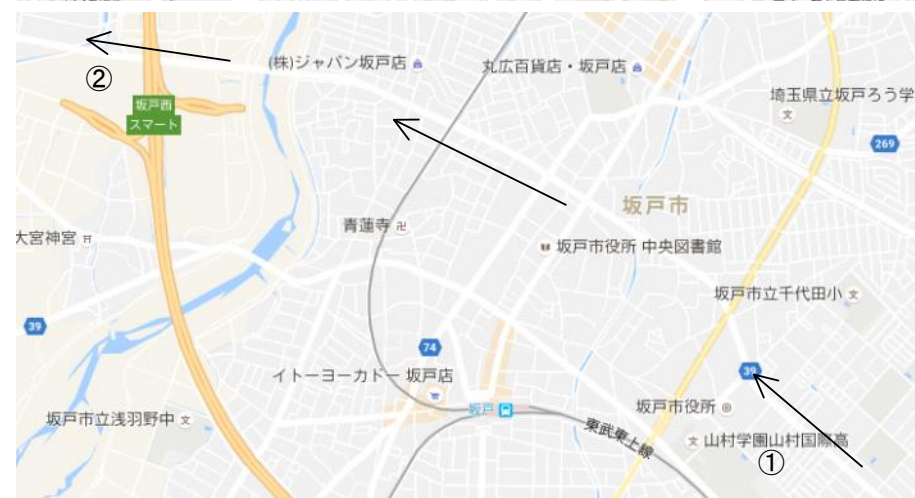 ②
(株)ジャパン坂戸店
丸広百貨店・坂戸店
埼玉県立坂戸ろう学
坂戸西
スマート
269
坂戸市
青蓮寺
大宮神宮
坂戸市役所 中央図書館
坂戸市立千代田小
39
74
39
イトーヨーカドー 坂戸店
坂戸
坂戸市役所
坂戸市立浅羽野中
東武東上線
山村学園山村国際高
①